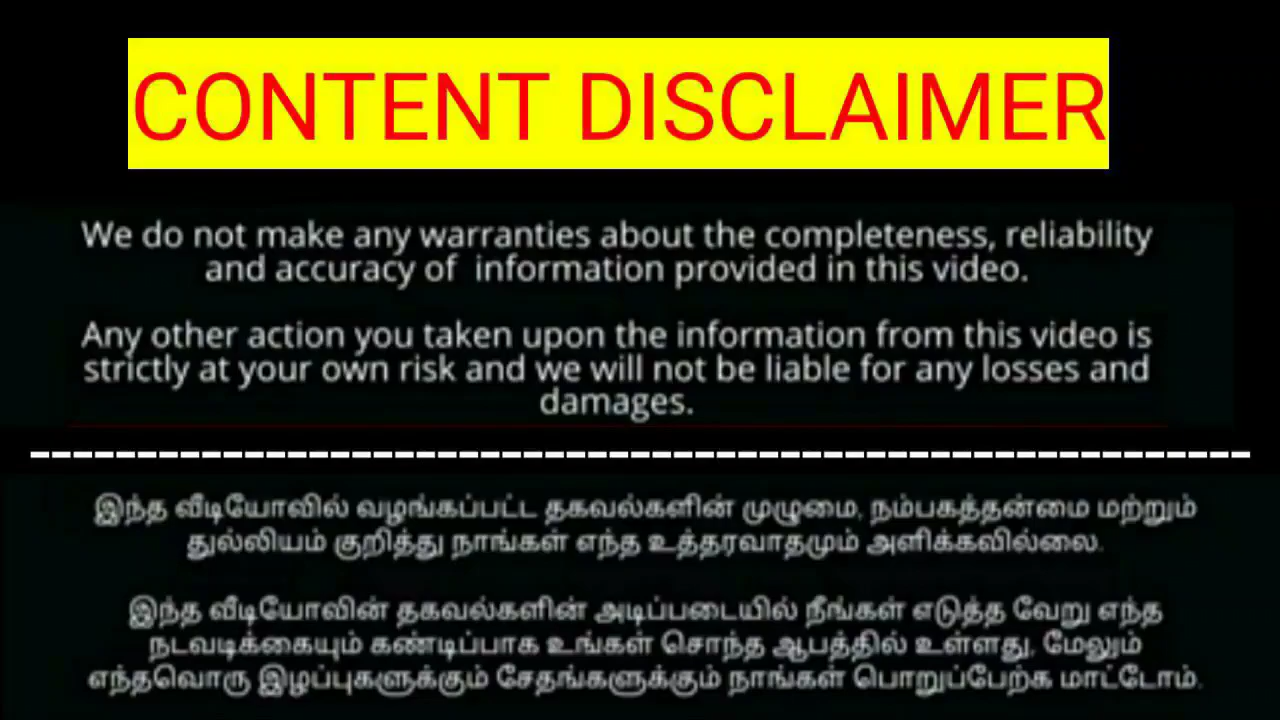 CONTENT DISCLAIMER
We do not make any warranties about the completeness, reliability
and accuracy of information provided in this video.
Any other action you taken upon the information from this video is
strictly at your own risk and we will not be liable for any losses and
damages.
இந்த வீடியோவில் வழங்கப்பட்ட தகவல்களின் முழுமை, நம்பகத்தன்மை மற்றும்
துல்லியம் குறித்து நாங்கள் எந்த உத்தரவாதமும் அளிக்கவில்லை.
இந்த வீடியோவின் தகவல்களின் அடிப்படையில் நீங்கள் எடுத்த வேறு எந்த
நடவடிக்கையும் கண்டிப்பாக உங்கள் சொந்த ஆபத்தில் உள்ளது, மேலும்
எந்தவொரு இழப்புகளுக்கும் சேதங்களுக்கும் நாங்கள் பொறுப்பேற்க மாட்டோம்.